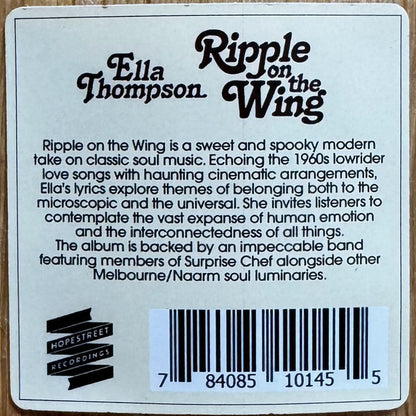 Ella
Thompson
Ripple
on the
Wing
Ripple on the Wing is a sweet and spooky modern
take on classic soul music. Echoing the 1960s lowrider
love songs with haunting cinematic arrangements,
Ella's lyrics explore themes of belonging both to the
microscopic and the universal. She invites listeners to
contemplate the vast expanse of human emotion
and the interconnectedness of all things.
The album is backed by an impeccable band
featuring members of Surprise Chef alongside other
Melbourne/Naarm soul luminaries.
HOPESTREET
RECORDINGS
7 84085 10145 5